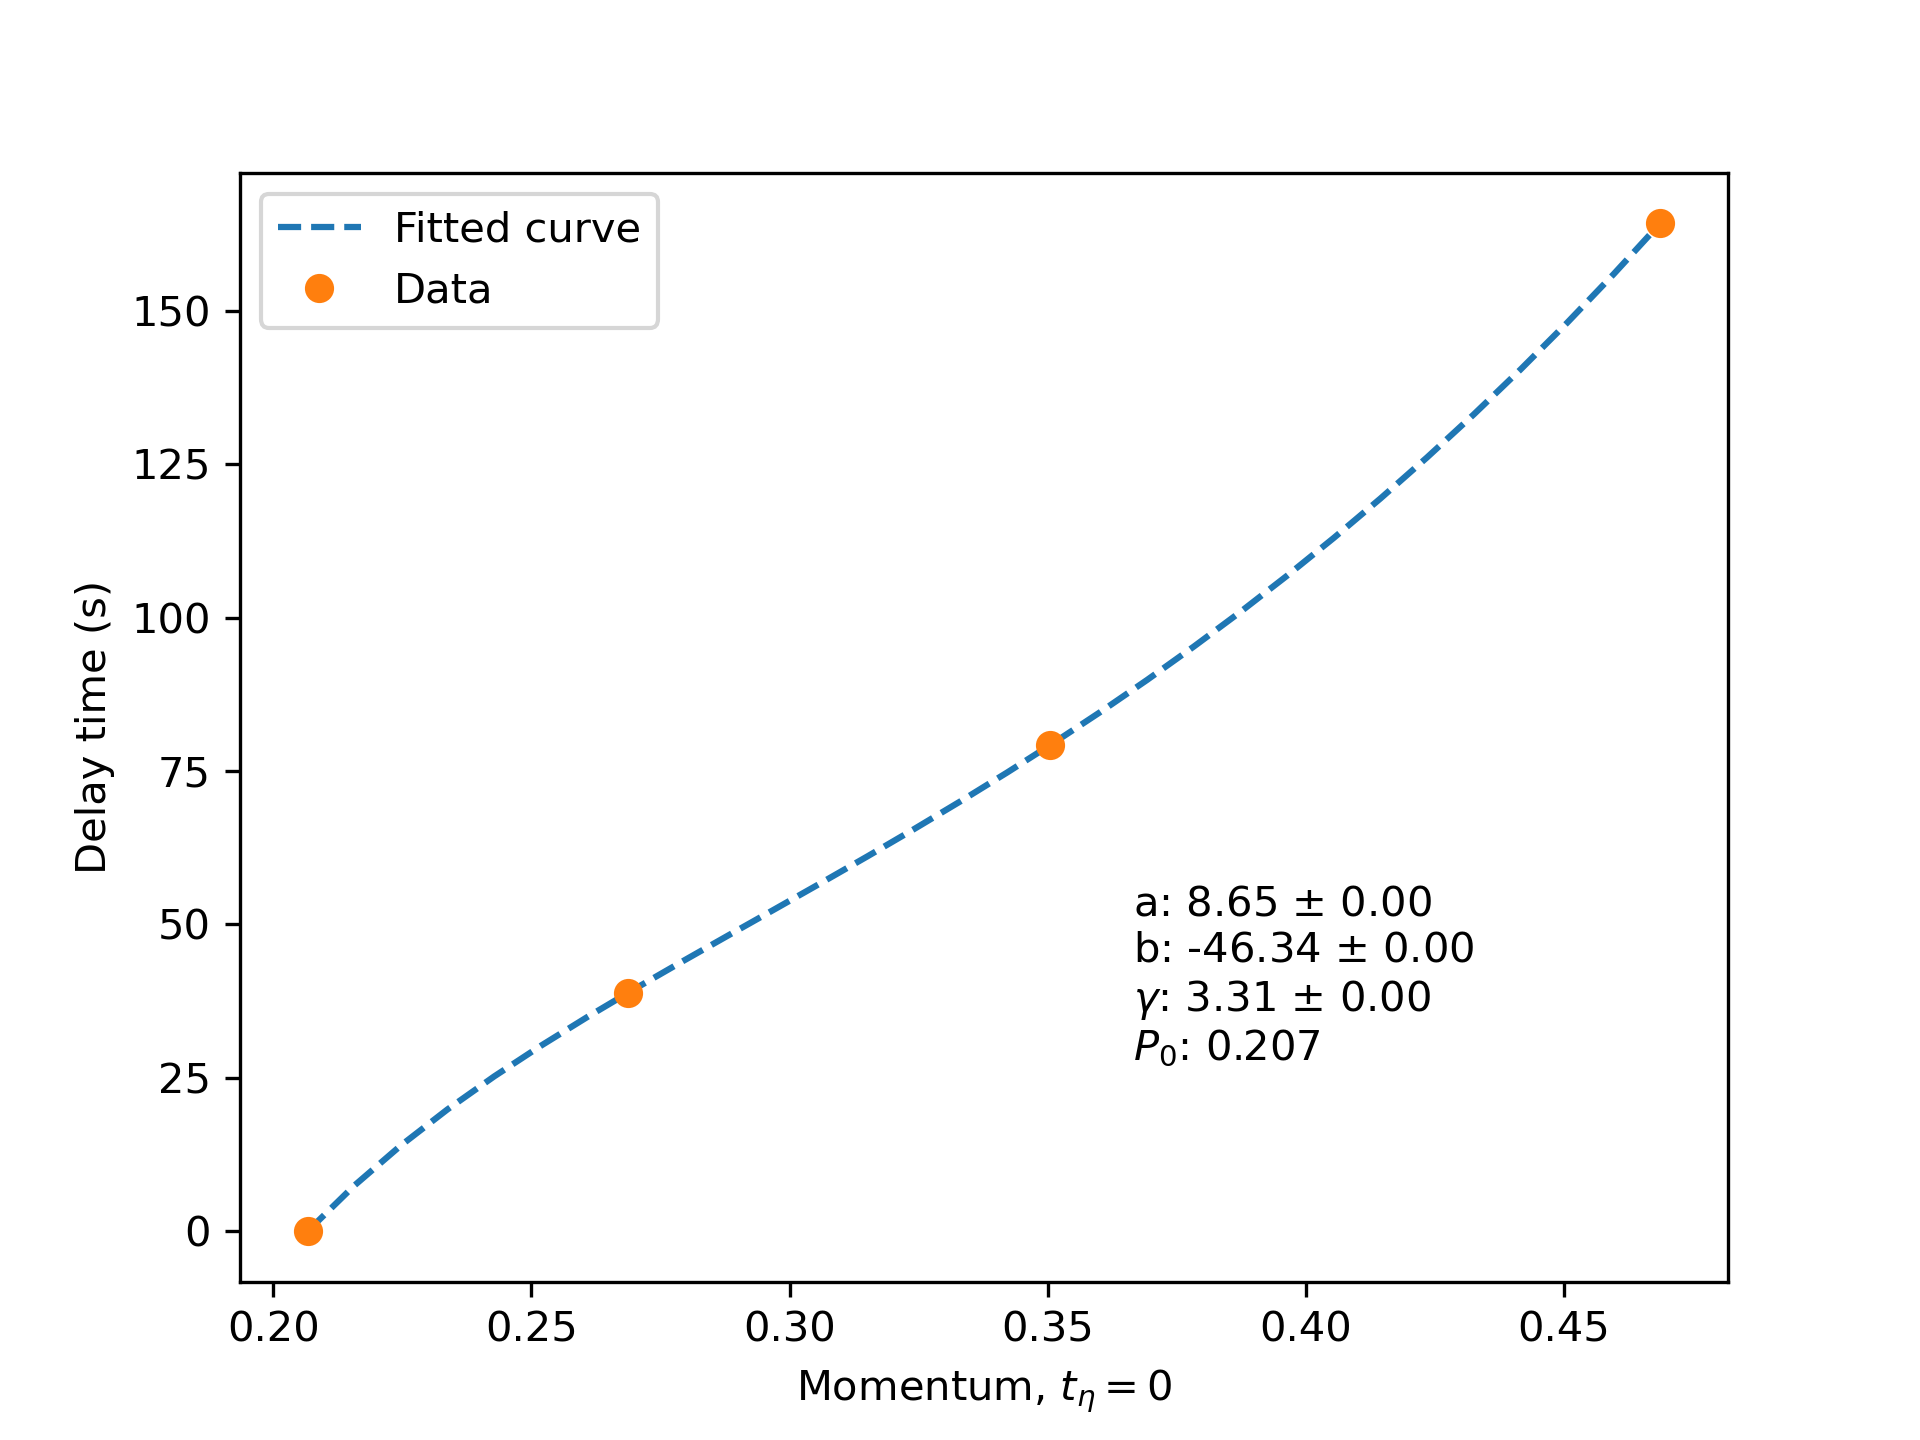 Fitted curve
Data
150
125
100
75
50
25
0
Delay time (s)
a: 8.65 ± 0.00
b: -46.34 ± 0.00
γ: 3.31 ± 0.00
P₀: 0.207
0.20 0.25 0.30 0.35 0.40 0.45
Momentum, tη = 0